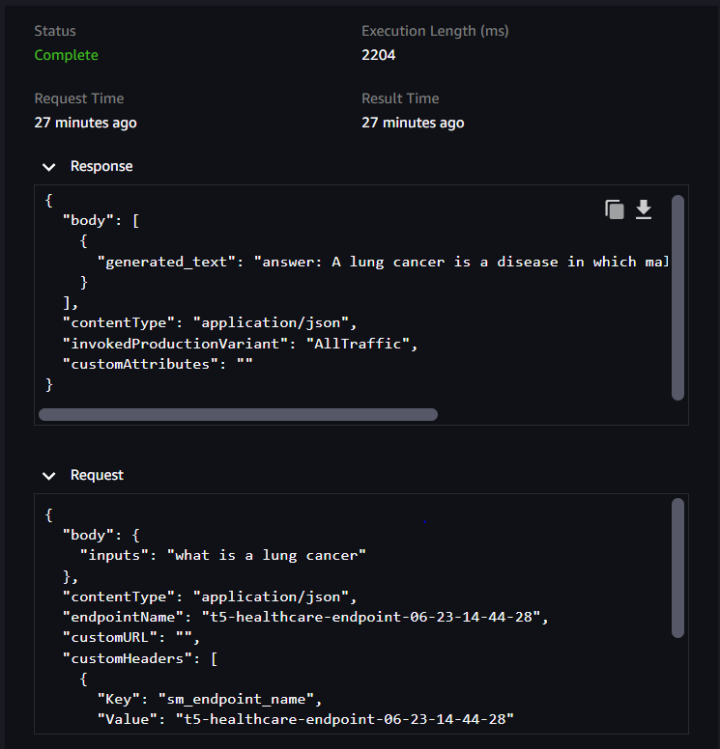 Status Execution Length (ms)
Complete 2204
Request Time Result Time
27 minutes ago 27 minutes ago
Response
{
  "body": [
    {
      "generated_text": "answer: A lung cancer is a disease in which mal
    }
  ],
  "contentType": "application/json",
  "invokedProductionVariant": "AllTraffic",
  "customAttributes": ""
}
Request
{
  "body": {
    "inputs": "what is a lung cancer"
  },
  "contentType": "application/json",
  "endpointName": "t5-healthcare-endpoint-06-23-14-44-28",
  "customURL": "",
  "customHeaders": [
    {
      "Key": "sm_endpoint_name",
      "Value": "t5-healthcare-endpoint-06-23-14-44-28"